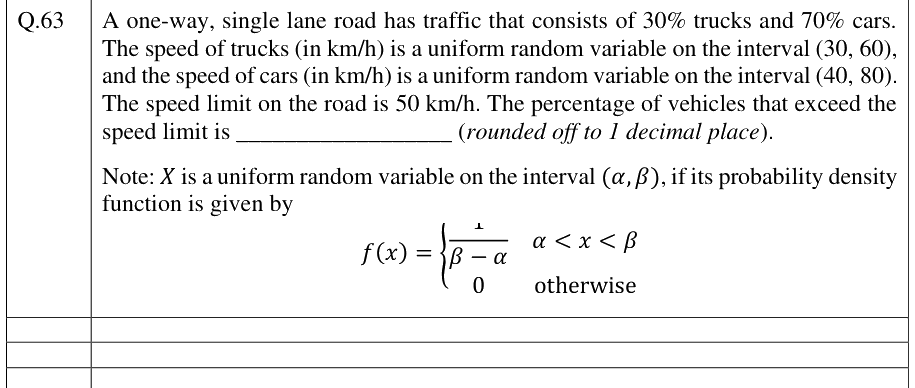 Q.63 A one-way, single lane road has traffic that consists of 30% trucks and 70% cars.
The speed of trucks (in km/h) is a uniform random variable on the interval (30, 60),
and the speed of cars (in km/h) is a uniform random variable on the interval (40, 80).
The speed limit on the road is 50 km/h. The percentage of vehicles that exceed the
speed limit is ____________________ (rounded off to 1 decimal place).
Note: X is a uniform random variable on the interval (α, β), if its probability density
function is given by
1
f(x) = { β − α   α < x < β
0   otherwise